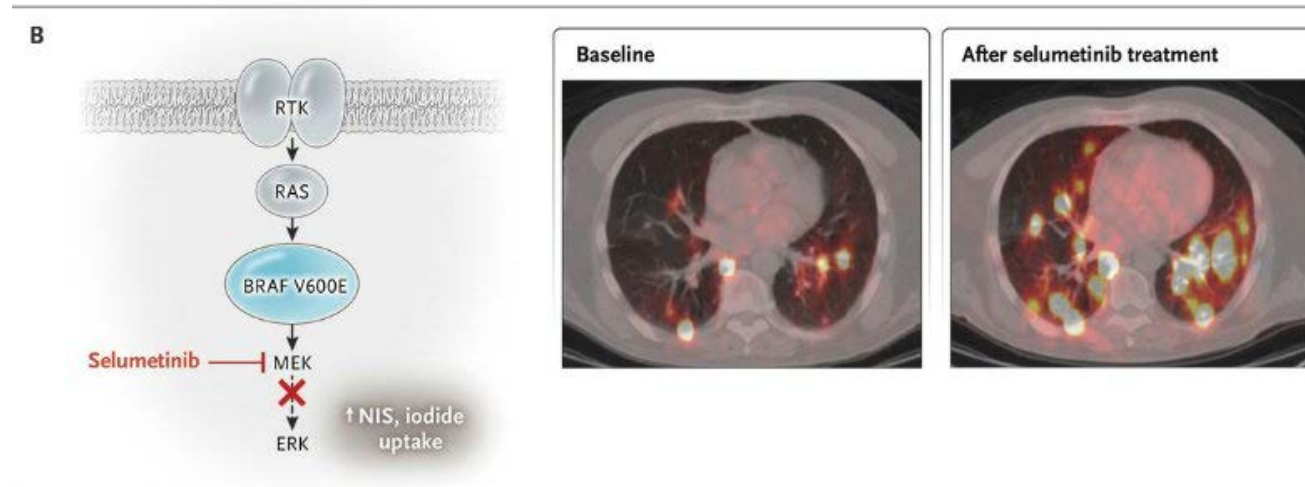 B
Baseline
After selumetinib treatment
RTK
RAS
BRAF V600E
Selumetinib
MEK
↑ NIS, iodide
uptake
ERK